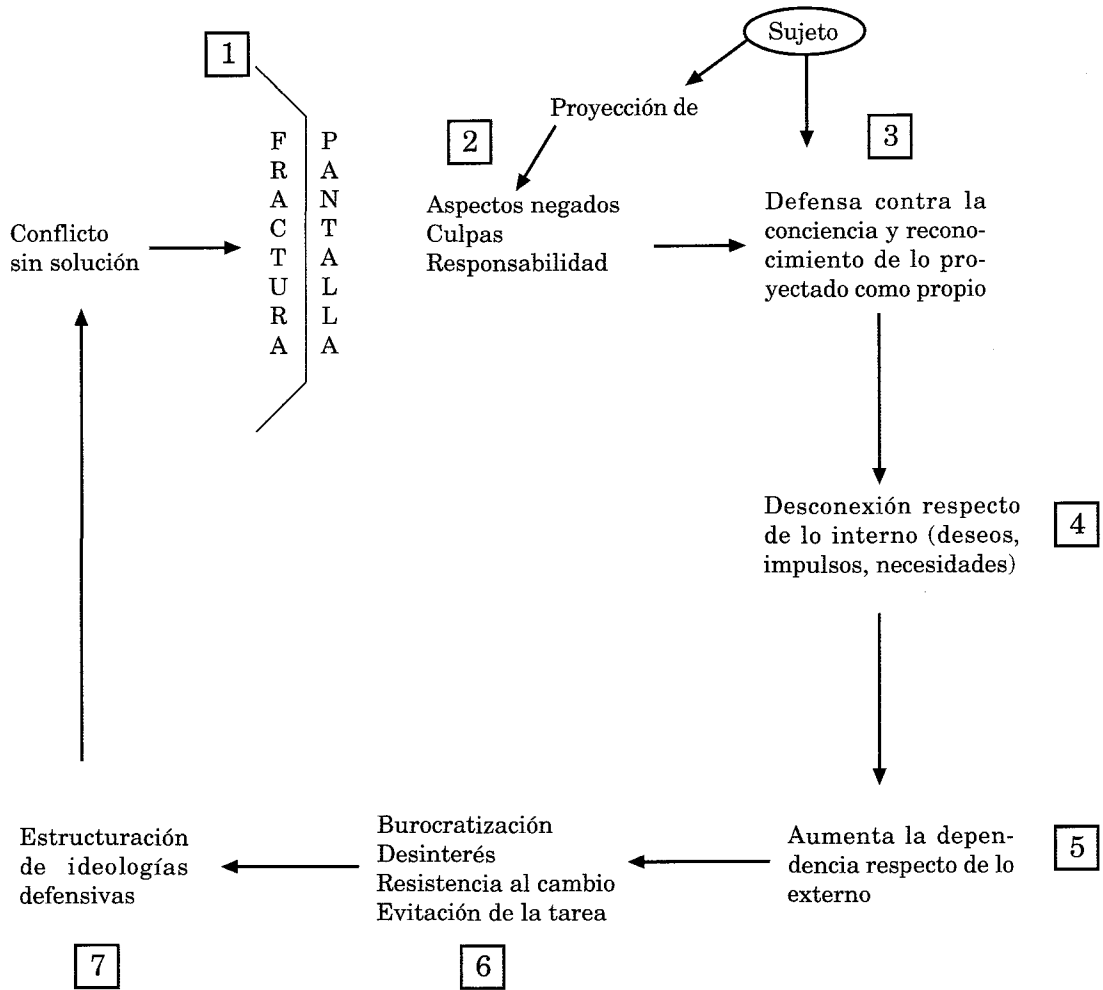 Sujeto
1
Proyección de
2
3
F
R
A
C
T
U
R
A
P
A
N
T
A
L
L
A
Aspectos negados
Culpas
Responsabilidad
Defensa contra la
conciencia y recono-
cimiento de lo pro-
yectado como propio
Conflicto
sin solución
Desconexión respecto
de lo interno (deseos,
impulsos, necesidades)
4
Aumenta la depen-
dencia respecto de lo
externo
5
Burocratización
Desinterés
Resistencia al cambio
Evitación de la tarea
6
Estructuración
de ideologías
defensivas
7